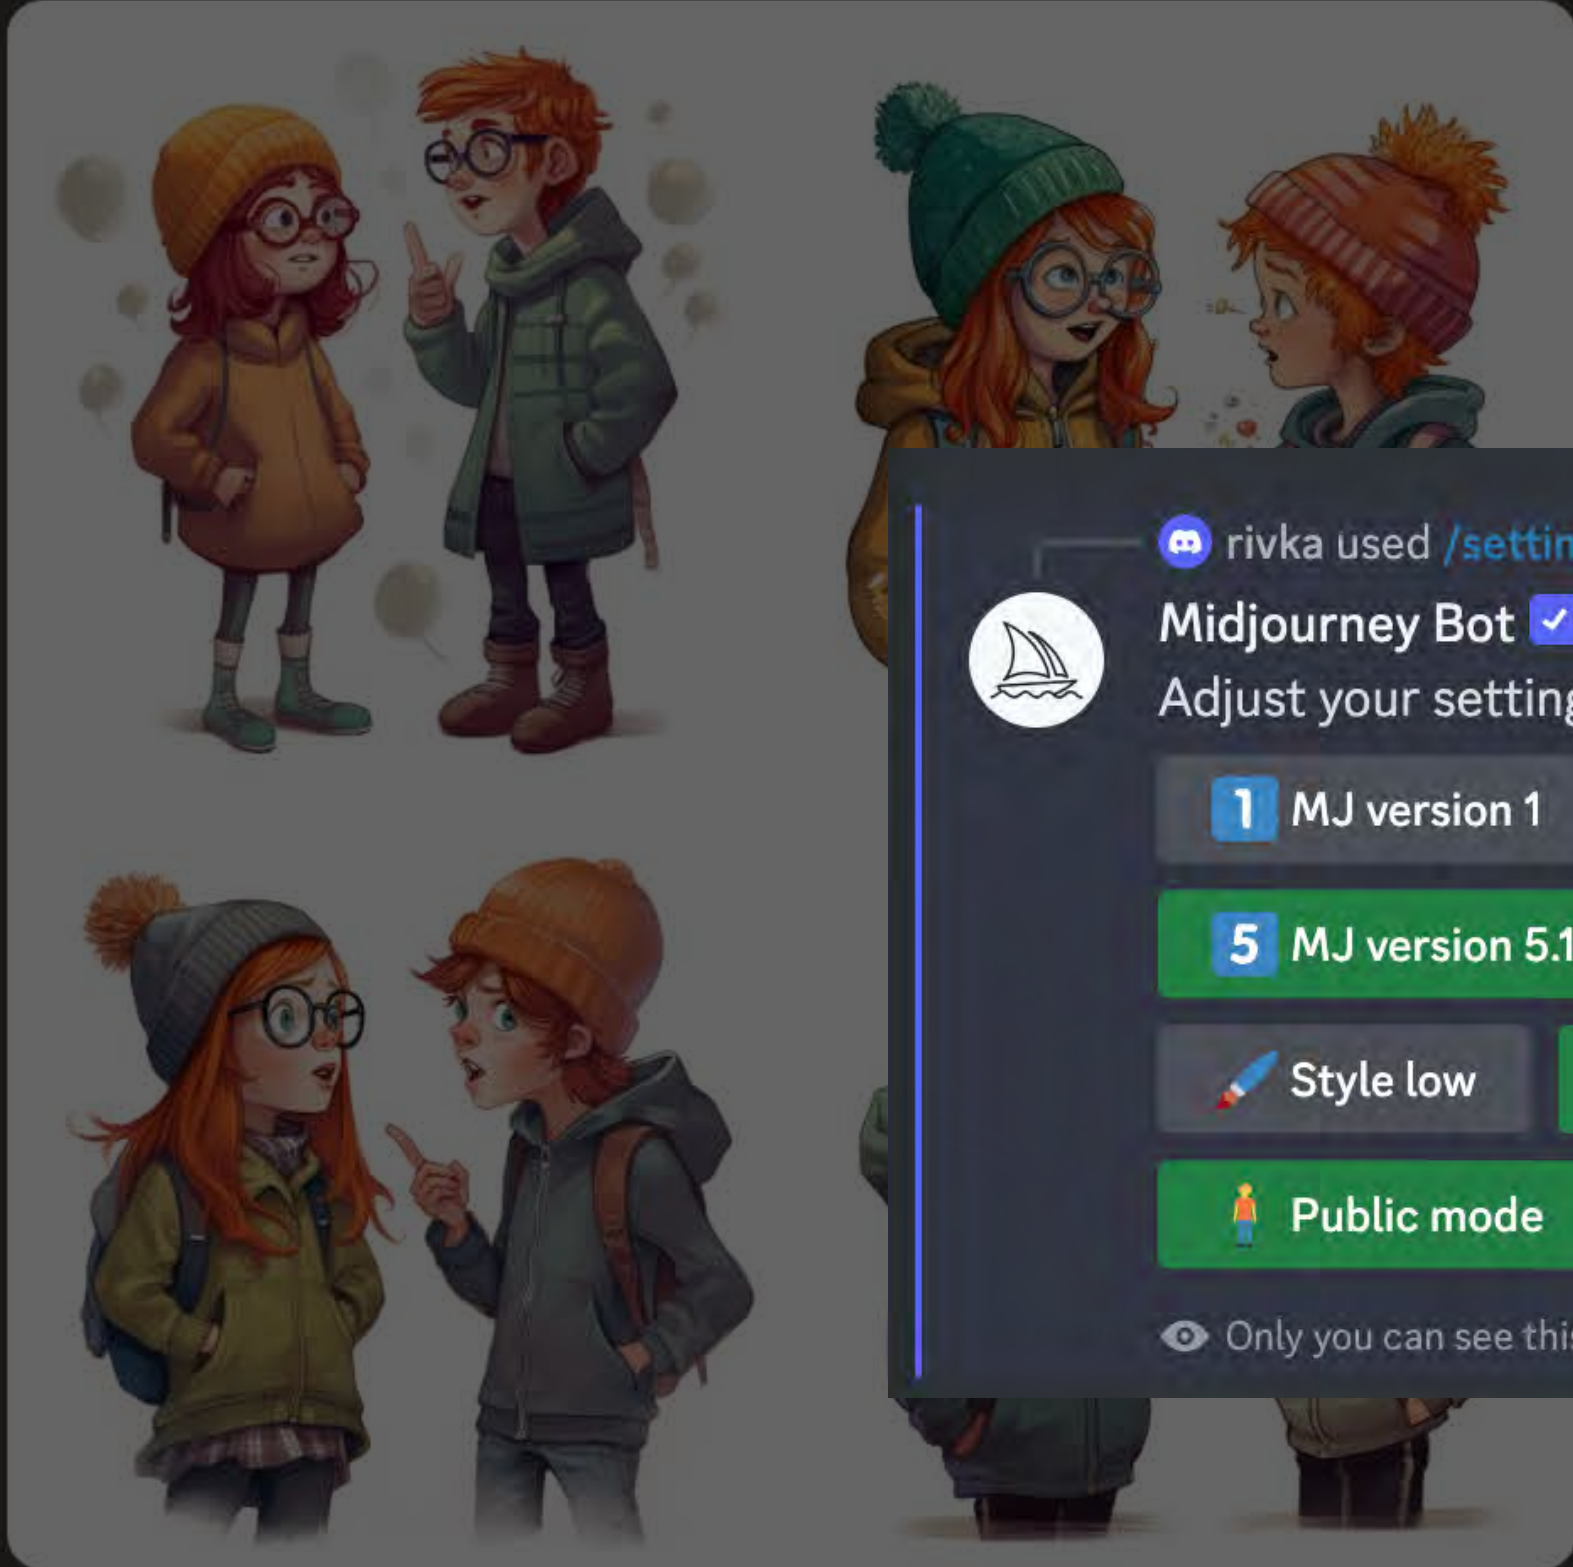 rivka used /settin
Midjourney Bot
Adjust your setting
1 MJ version 1
5 MJ version 5.1
Style low
Public mode
Only you can see this